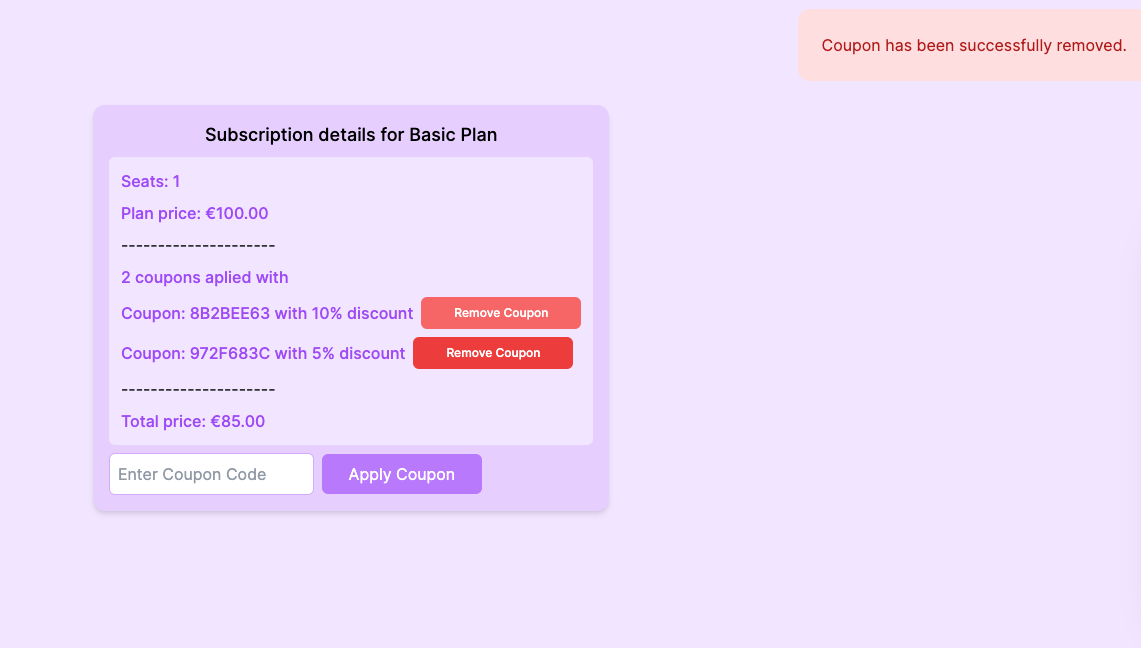 Coupon has been successfully removed.
Subscription details for Basic Plan
Seats: 1
Plan price: €100.00
---------------------
2 coupons aplied with
Coupon: 8B2BEE63 with 10% discount Remove Coupon
Coupon: 972F683C with 5% discount Remove Coupon
---------------------
Total price: €85.00
Enter Coupon Code Apply Coupon